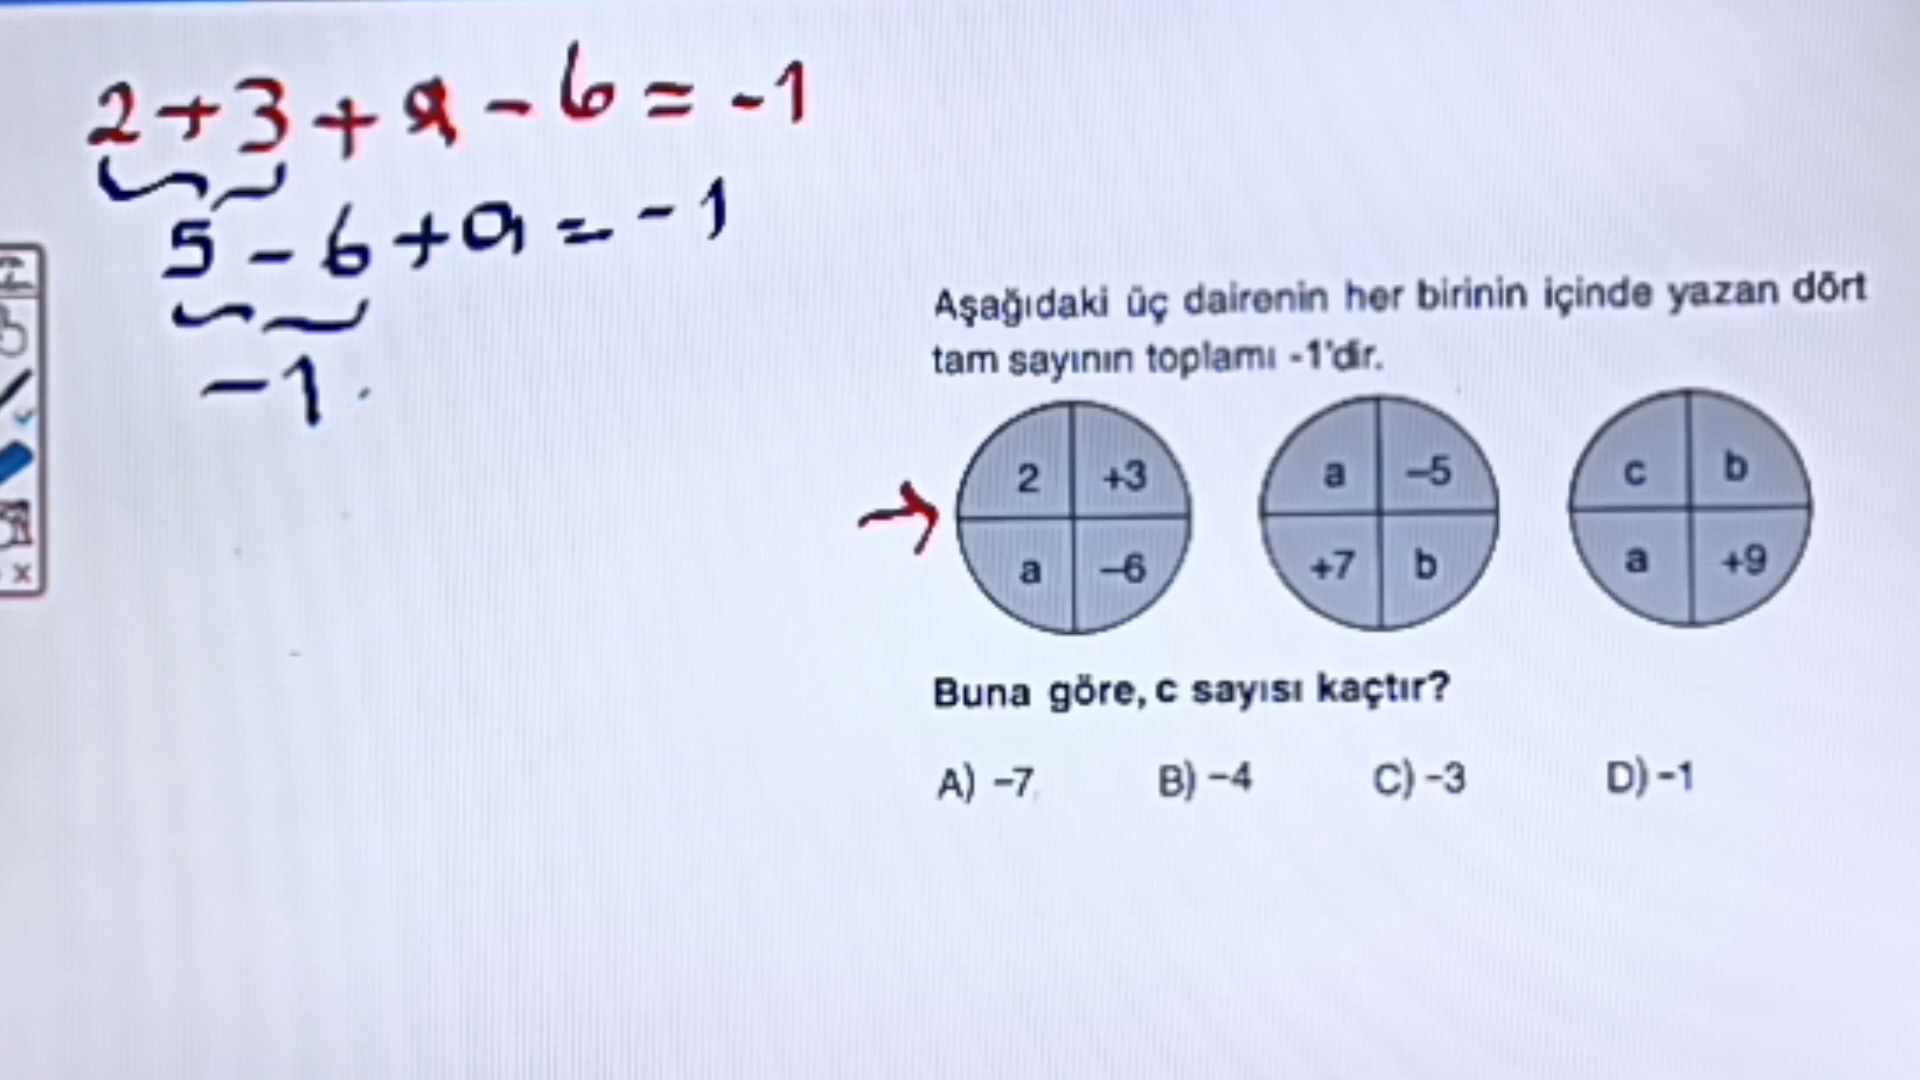 2+3+a-6=-1
5-6+a=-1
-1
Aşağıdaki üç dairenin her birinin içinde yazan dört
tam sayının toplamı -1'dir.
2 +3
a -6
a -5
+7 b
c b
a +9
Buna göre, c sayısı kaçtır?
A) -7 B) -4 C) -3 D) -1
x